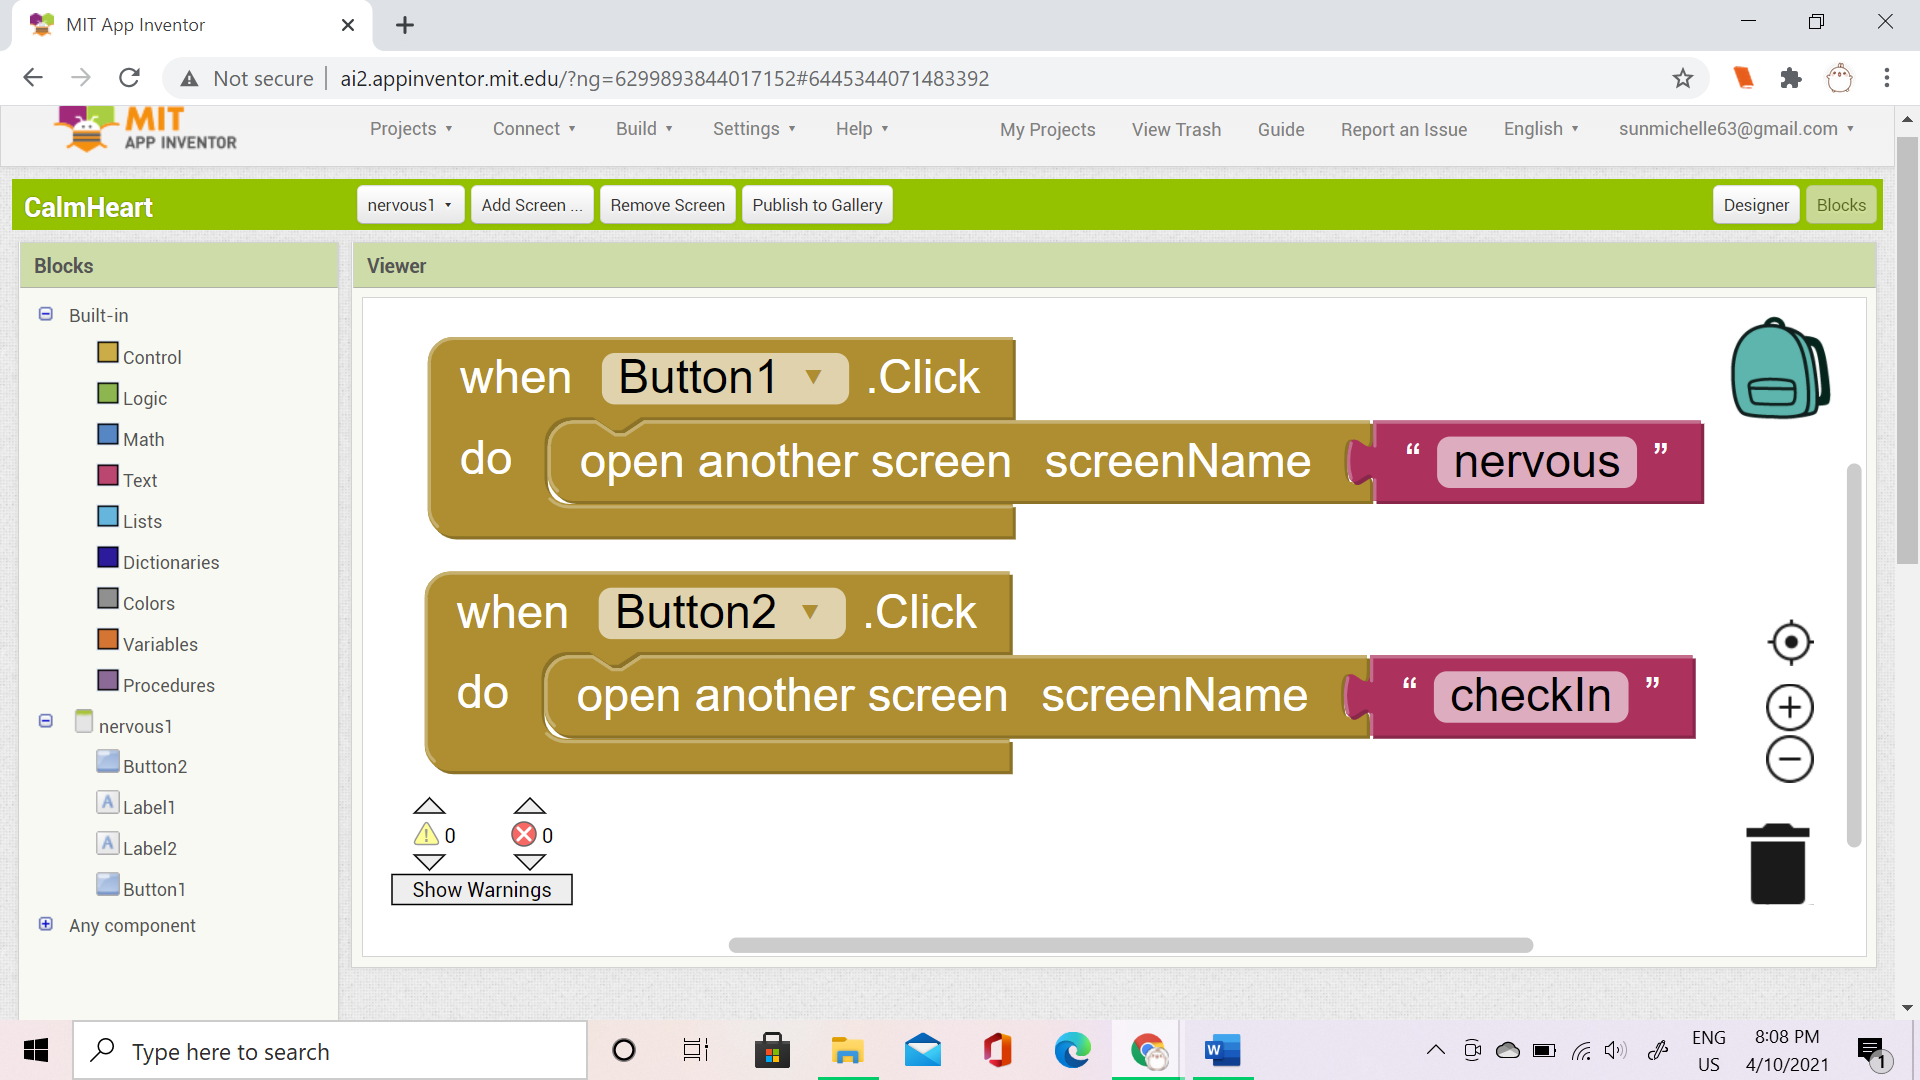 MIT App Inventor
Not secure
ai2.appinventor.mit.edu/?ng=6299893844017152#6445344071483392
MIT
APP INVENTOR
Projects
Connect
Build
Settings
Help
My Projects
View Trash
Guide
Report an Issue
English
sunmichelle63@gmail.com
CalmHeart
nervous1
Add Screen ...
Remove Screen
Publish to Gallery
Designer
Blocks
Blocks
Built-in
Control
Logic
Math
Text
Lists
Dictionaries
Colors
Variables
Procedures
nervous1
Button2
Label1
Label2
Button1
Any component
Viewer
when Button1 .Click
do open another screen screenName “ nervous ”
when Button2 .Click
do open another screen screenName “ checkIn ”
0
0
Show Warnings
Type here to search
ENG
US
8:08 PM
4/10/2021
1